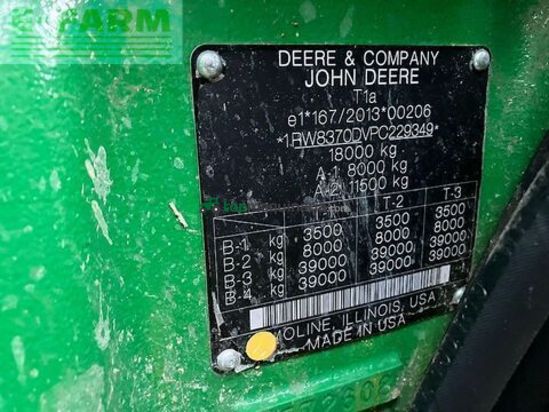 E-FARM
DEERE & COMPANY
JOHN DEERE
T1a
e1*167/2013*00206
*1RW8370DVPC229349*
18000 kg
A-1 8000 kg
A-2 11500 kg
T-2 T-3
B-1 kg 3500 3500 3500
B-2 kg 8000 8000 8000
B-3 kg 39000 39000 39000
B-4 kg 39000 39000 39000
MOLINE, ILLINOIS, USA
MADE IN USA